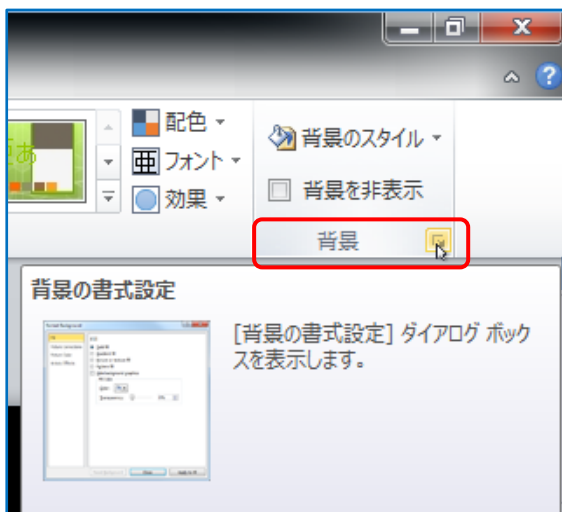 配色
フォント
効果
背景のスタイル
背景を非表示
背景
背景の書式設定
[背景の書式設定] ダイアログ ボック
スを表示します。